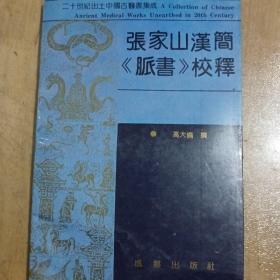 二十世紀出土中國古醫書集成 A Collection of Chinese
Ancient Medical Works Unearthed in 20th Century
張家山漢簡
《脈書》校釋
高大倫 撰
成都出版社